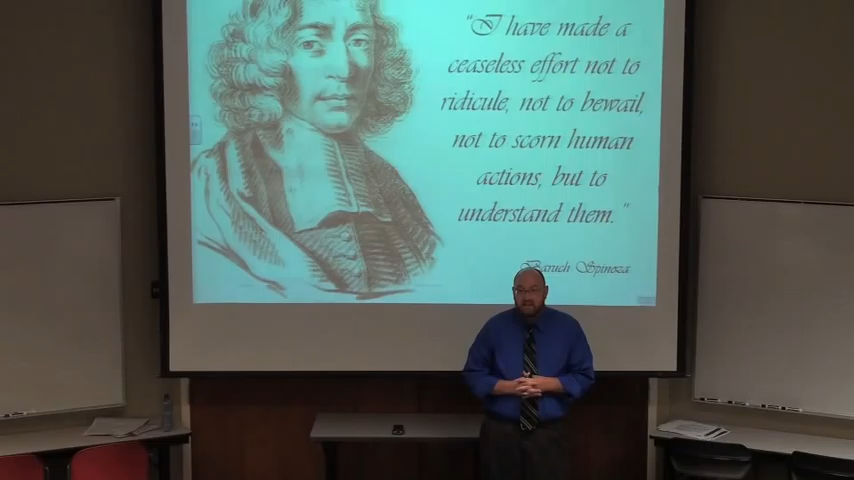 "I have made a
ceaseless effort not to
ridicule, not to bewail,
not to scorn human
actions, but to
understand them."
Baruch Spinoza